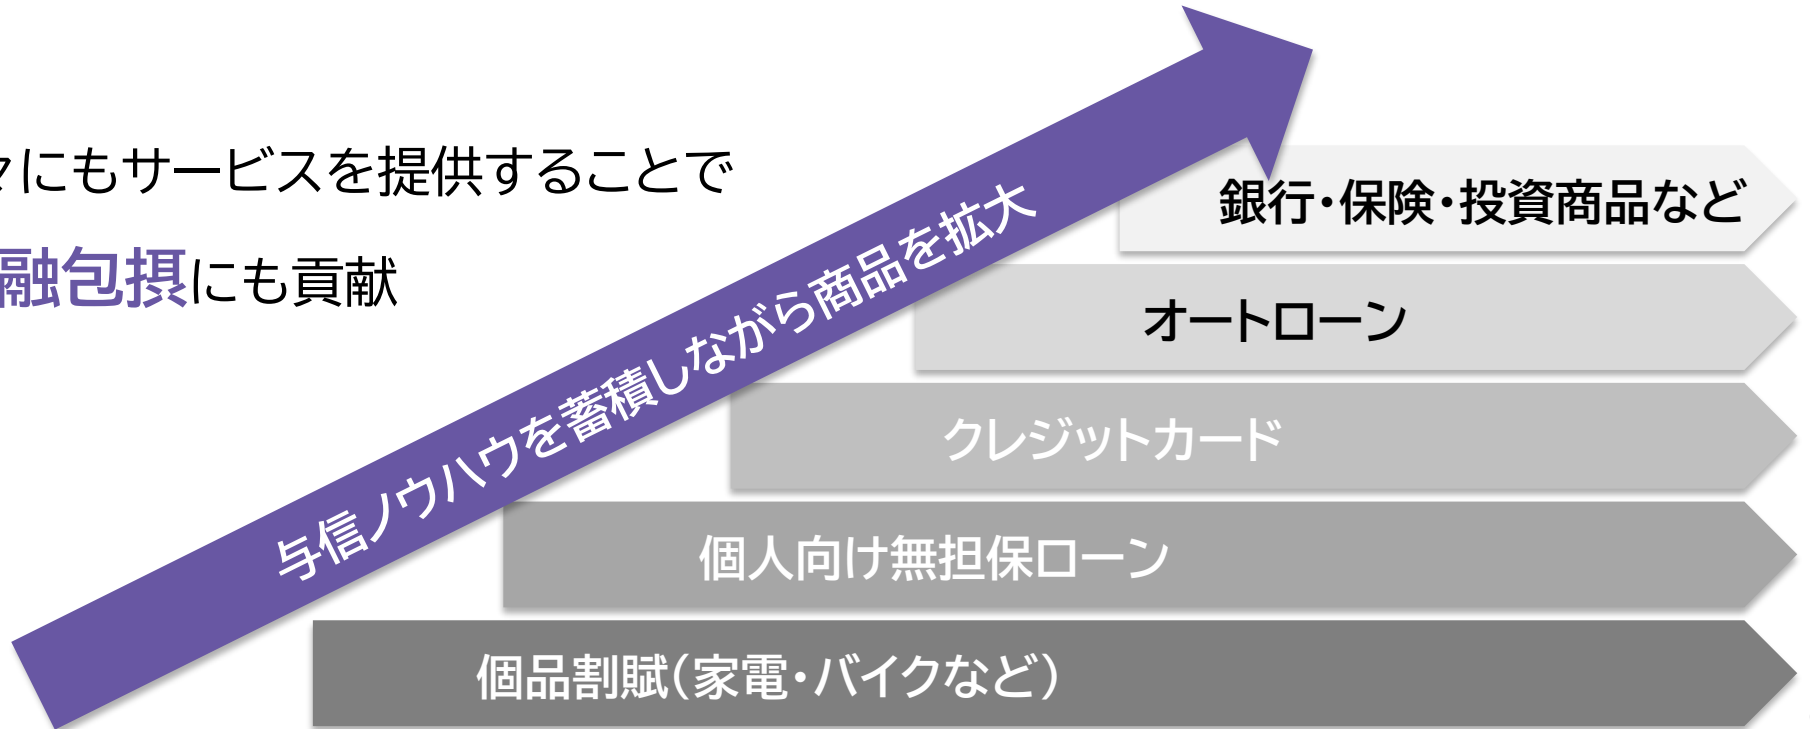 々にもサービスを提供することで
融包摂にも貢献
与信ノウハウを蓄積しながら商品を拡大
銀行・保険・投資商品など
オートローン
クレジットカード
個人向け無担保ローン
個品割賦（家電・バイクなど）